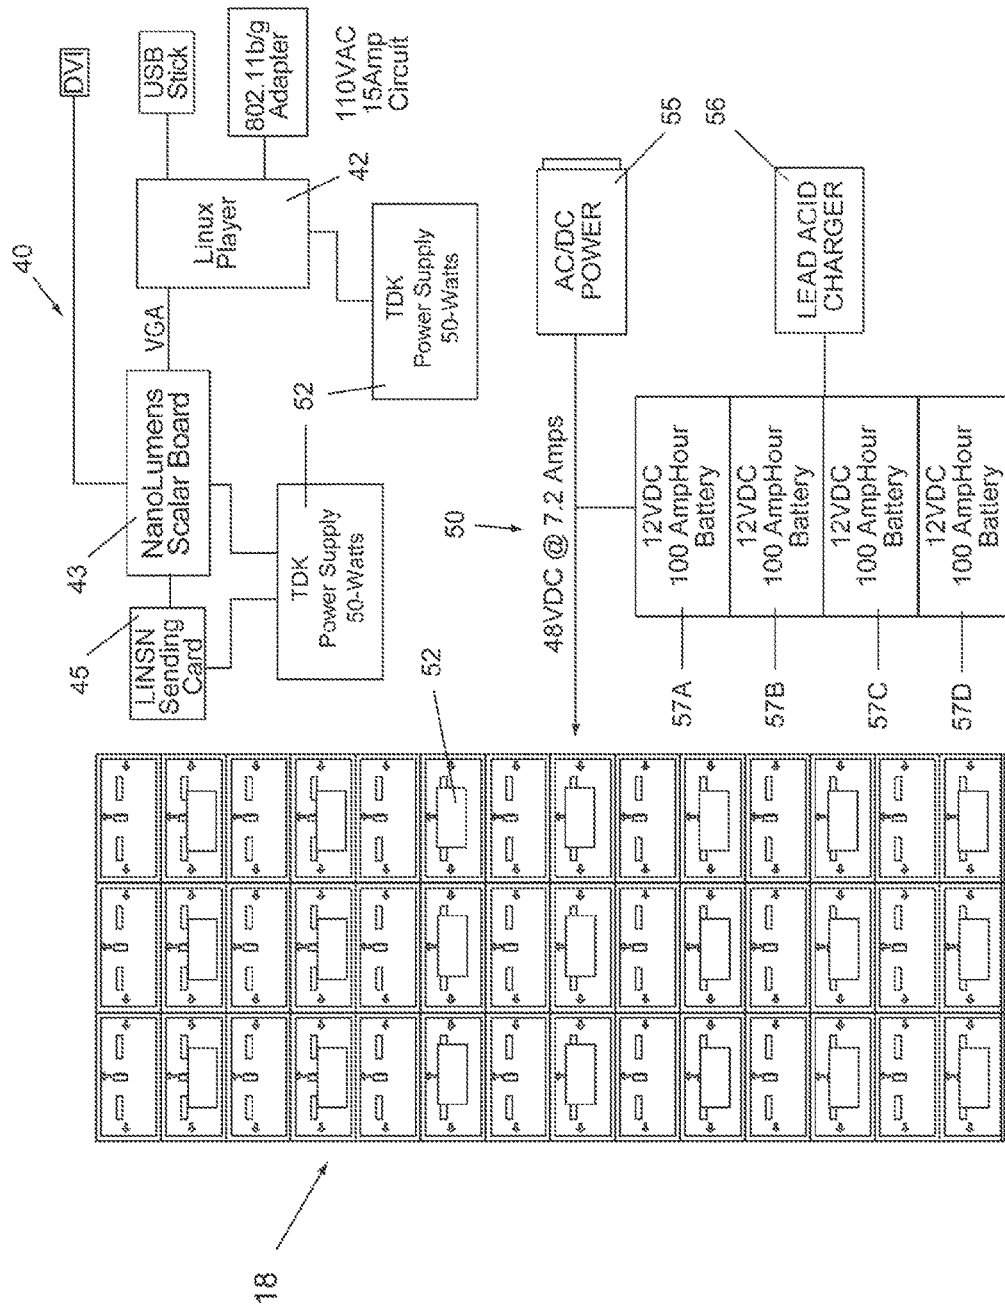 40
DVI
USB
Stick
802.11b/g
Adapter
110VAC
15Amp
Circuit
Linux
Player
42
VGA
NanoLumens
Scalar Board
43
LINSN
Sending
Card
45
TDK
Power Supply
50-Watts
52
TDK
Power Supply
50-Watts
52
18
50
48VDC @ 7.2 Amps
AC/DC
POWER
55
56
LEAD ACID
CHARGER
12VDC
100 AmpHour
Battery
12VDC
100 AmpHour
Battery
12VDC
100 AmpHour
Battery
12VDC
100 AmpHour
Battery
57A
57B
57C
57D